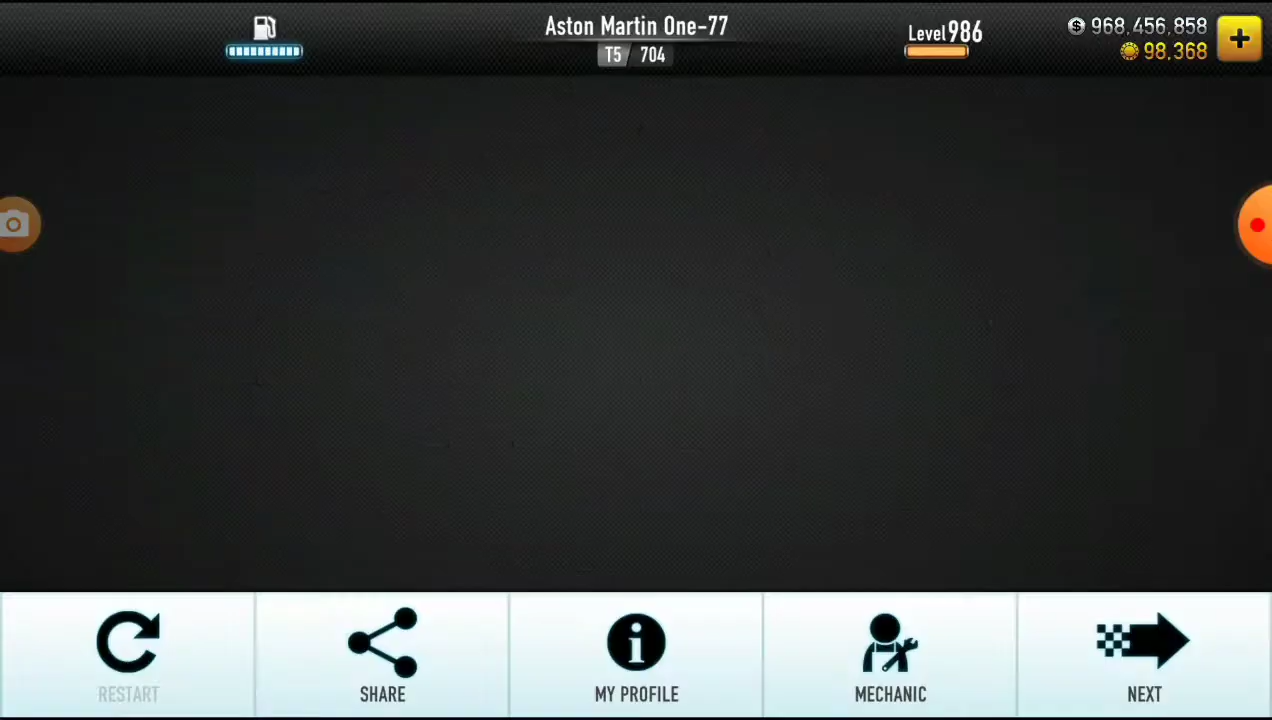 Aston Martin One-77
T5 704
Level 986
968,456,858
98,368
RESTART
SHARE
MY PROFILE
MECHANIC
NEXT